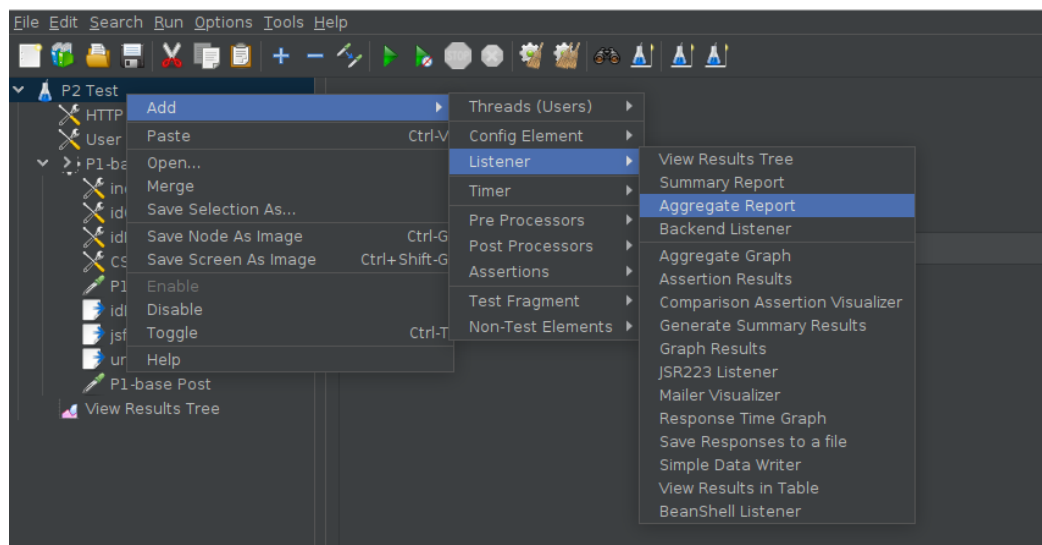 File Edit Search Run Options Tools Help
P2 Test
HTTP
User
P1-ba
P1
P1-base Post
View Results Tree
Add
Paste Ctrl-V
Open...
Merge
Save Selection As...
Save Node As Image Ctrl-G
Save Screen As Image Ctrl+Shift-G
Enable
Disable
Toggle Ctrl-T
Help
Threads (Users)
Config Element
Listener
Timer
Pre Processors
Post Processors
Assertions
Test Fragment
Non-Test Elements
View Results Tree
Summary Report
Aggregate Report
Backend Listener
Aggregate Graph
Assertion Results
Comparison Assertion Visualizer
Generate Summary Results
Graph Results
JSR223 Listener
Mailer Visualizer
Response Time Graph
Save Responses to a file
Simple Data Writer
View Results in Table
BeanShell Listener